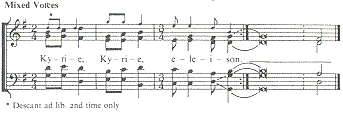 Mixed Voices
Ky-ri-e, Ky-ri-e, e-le-i-son.
* Descant ad lib. 2nd time only